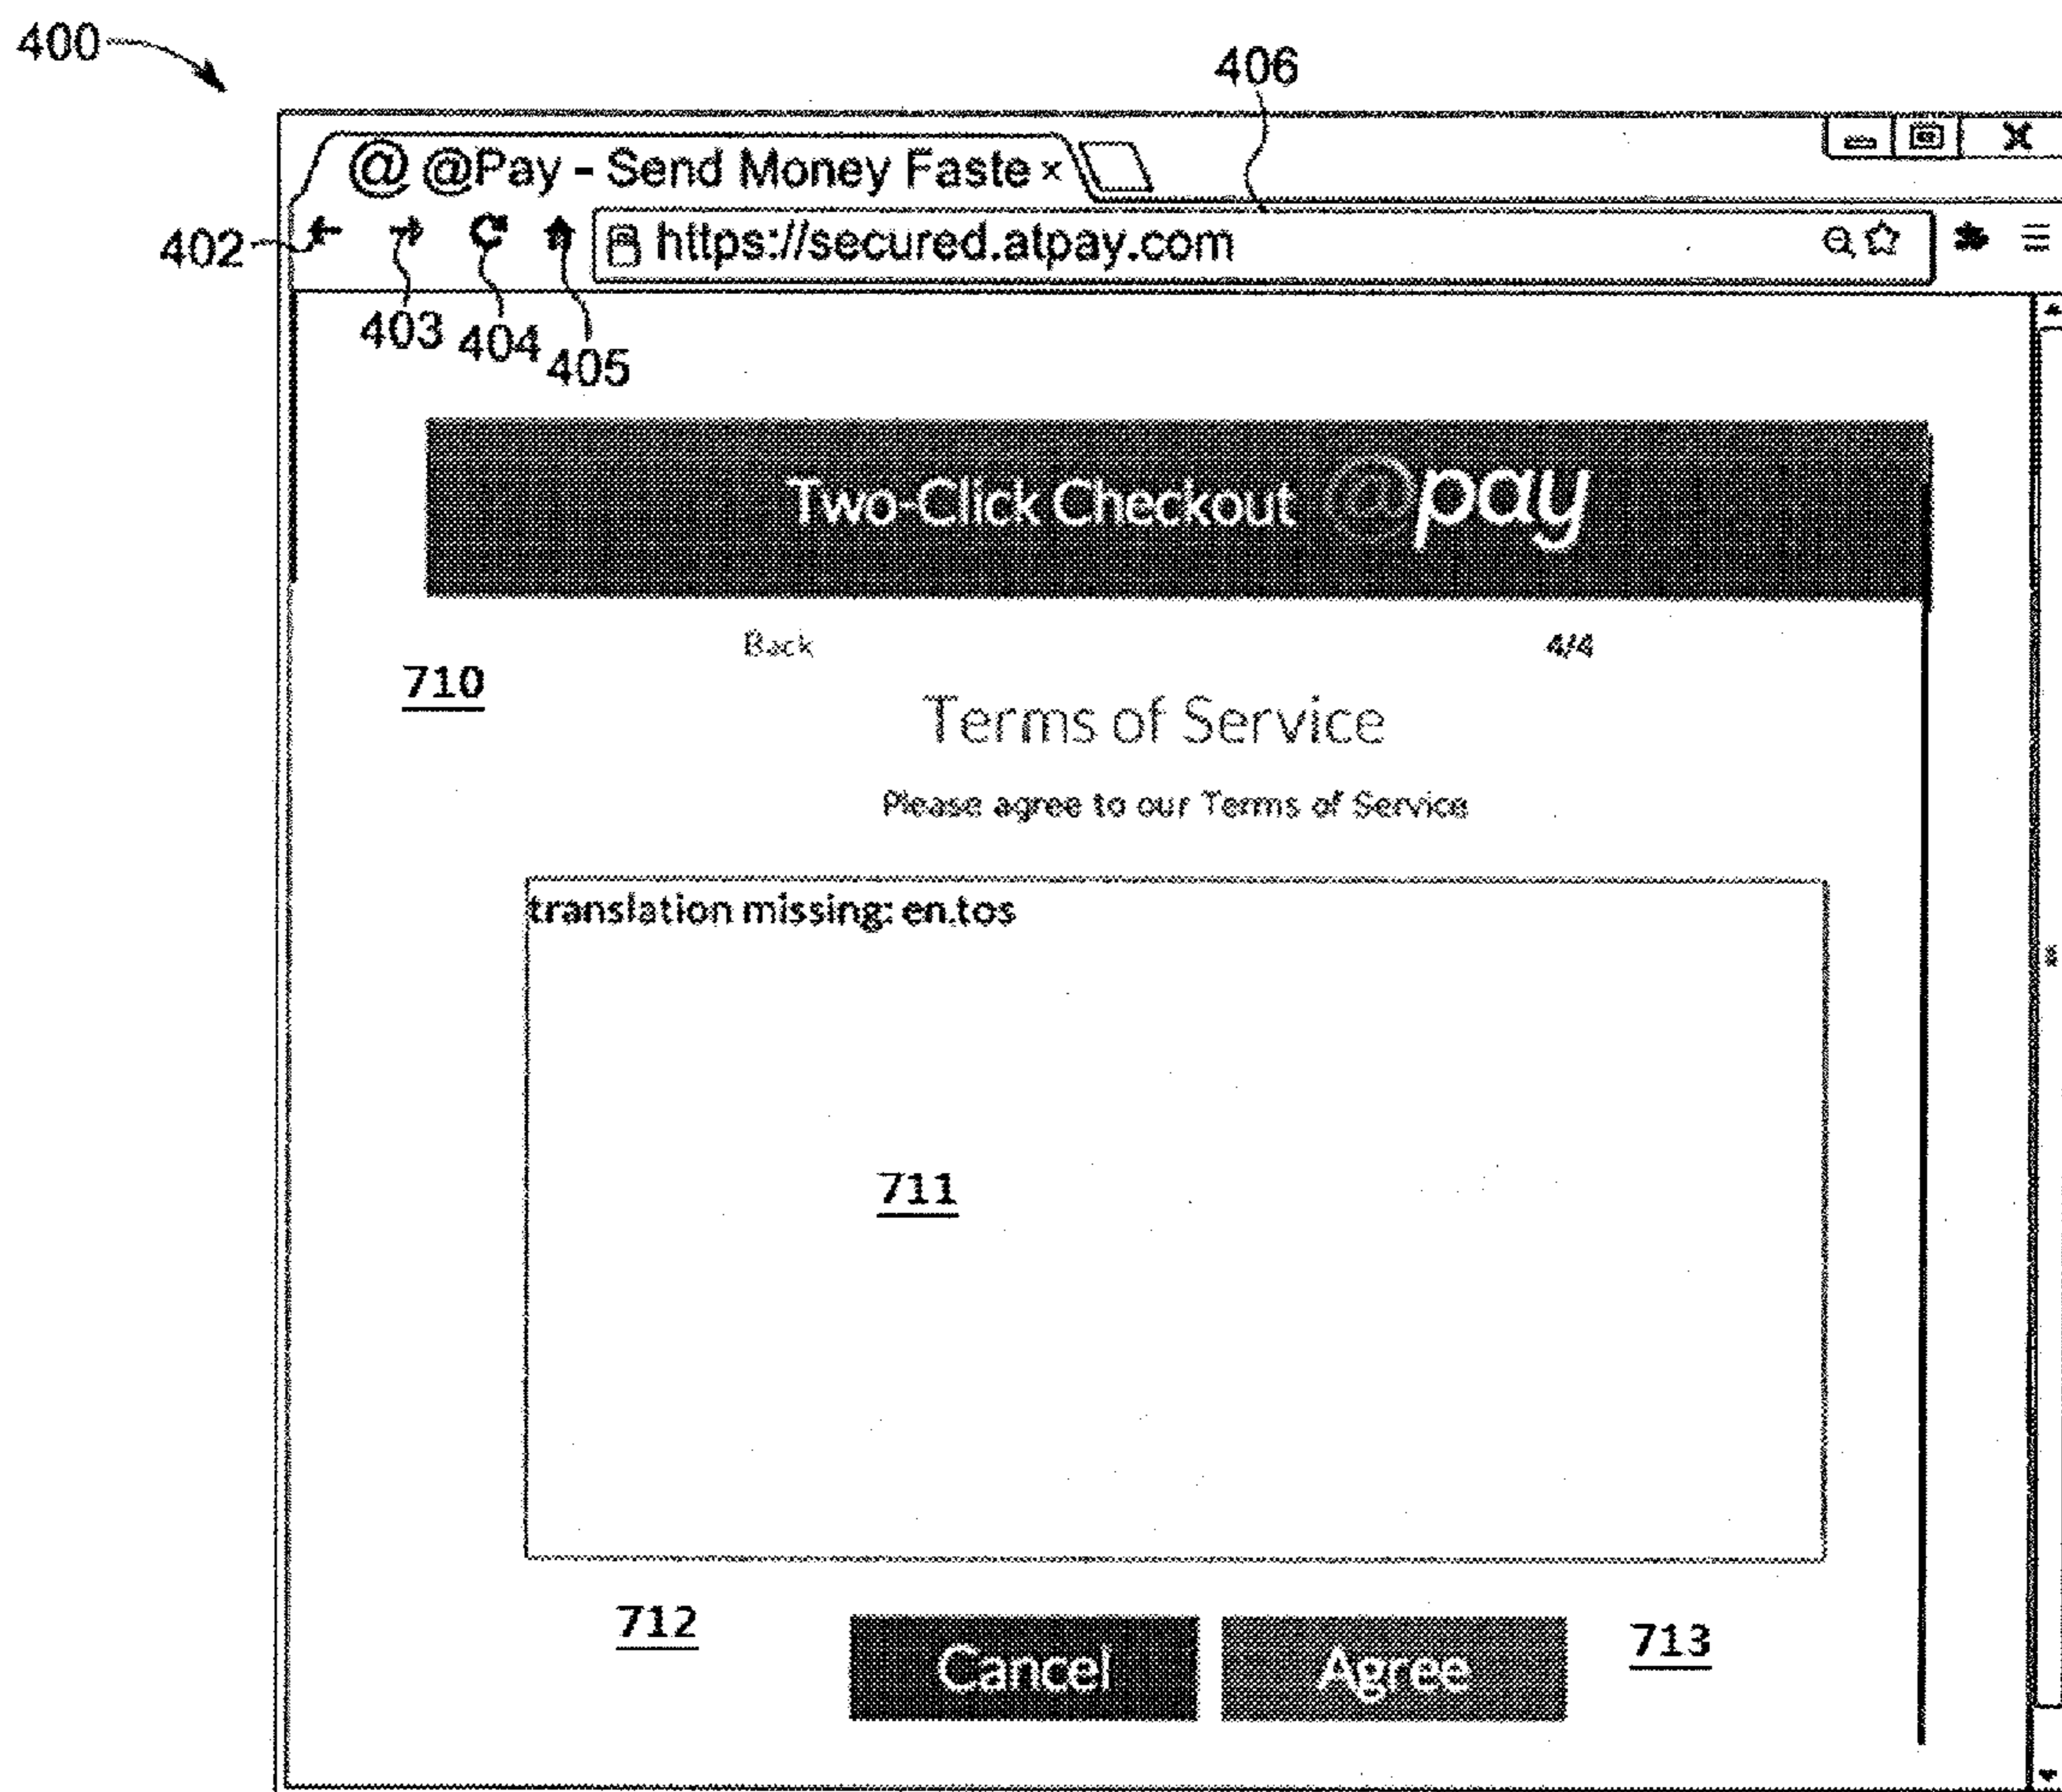 400
406
@ @Pay - Send Money Faste x
402
https://secured.atpay.com
403 404 405
Two-Click Checkout @pay
Back 4/4
710
Terms of Service
Please agree to our Terms of Service
translation missing: en.tos
711
712 Cancel Agree 713